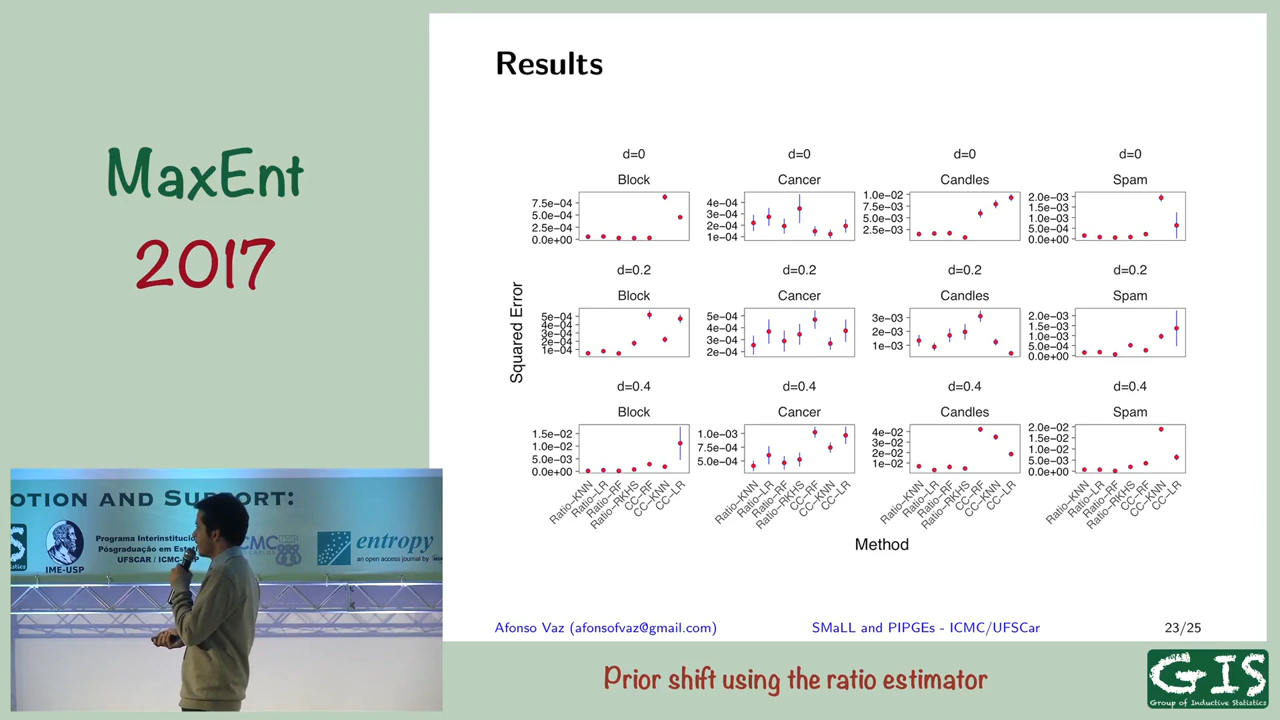 MaxEnt
2017
Results
d=0
d=0
d=0
d=0
Block
Cancer
Candles
Spam
7.5e−04
5.0e−04
2.5e−04
0.0e+00
4e−04
3e−04
2e−04
1e−04
1.0e−02
7.5e−03
5.0e−03
2.5e−03
2.0e−03
1.5e−03
1.0e−03
5.0e−04
0.0e+00
d=0.2
d=0.2
d=0.2
d=0.2
Block
Cancer
Candles
Spam
5e−04
4e−04
3e−04
2e−04
1e−04
5e−04
4e−04
3e−04
2e−04
3e−03
2e−03
1e−03
2.0e−03
1.5e−03
1.0e−03
5.0e−04
0.0e+00
d=0.4
d=0.4
d=0.4
d=0.4
Block
Cancer
Candles
Spam
1.5e−02
1.0e−02
5.0e−03
0.0e+00
1.0e−03
7.5e−04
5.0e−04
4e−02
3e−02
2e−02
1e−02
2.0e−02
1.5e−02
1.0e−02
5.0e−03
0.0e+00
Squared Error
Ratio−KNN
Ratio−LR
Ratio−RF
Ratio−RKHS
CC−RF
CC−KNN
CC−LR
Ratio−KNN
Ratio−LR
Ratio−RF
Ratio−RKHS
CC−RF
CC−KNN
CC−LR
Ratio−KNN
Ratio−LR
Ratio−RF
Ratio−RKHS
CC−RF
CC−KNN
CC−LR
Ratio−KNN
Ratio−LR
Ratio−RF
Ratio−RKHS
CC−RF
CC−KNN
CC−LR
Method
Afonso Vaz (afonsofvaz@gmail.com)
SMaLL and PIPGEs - ICMC/UFSCar
23/25
OTION AND SUPPORT:
Programa Interinstituci
Pósgraduação em Estat
UFSCAR / ICMC
IME-USP
entropy
an open access journal by
Prior shift using the ratio estimator
GIS
Group of Inductive Statistics